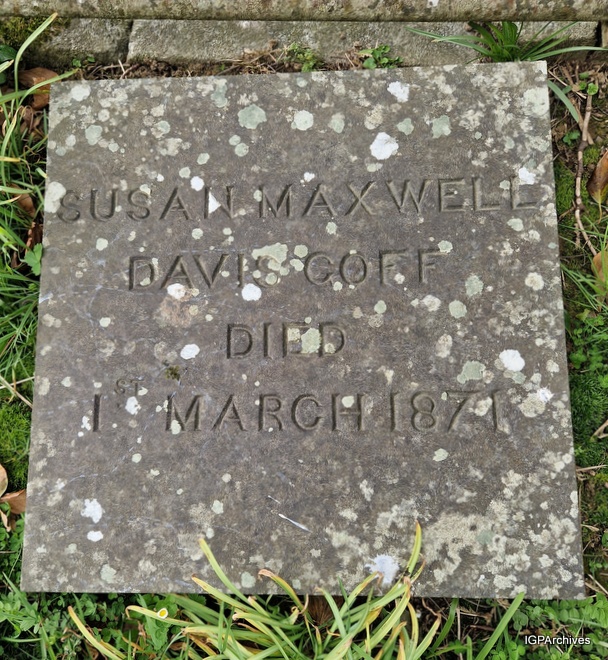 SUSAN MAXWELL
DAVIS GOFF
DIED
1ST MARCH 1871
IGPArchives